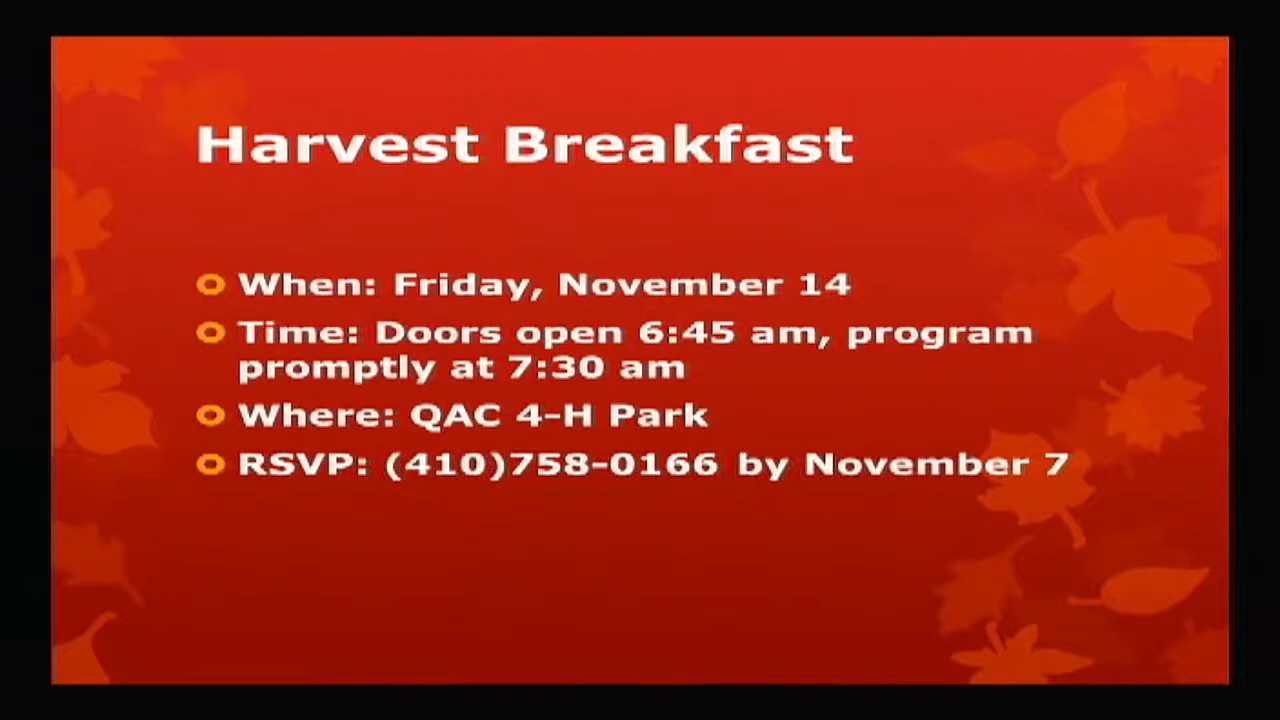 Harvest Breakfast
When: Friday, November 14
Time: Doors open 6:45 am, program
promptly at 7:30 am
Where: QAC 4-H Park
RSVP: (410)758-0166 by November 7